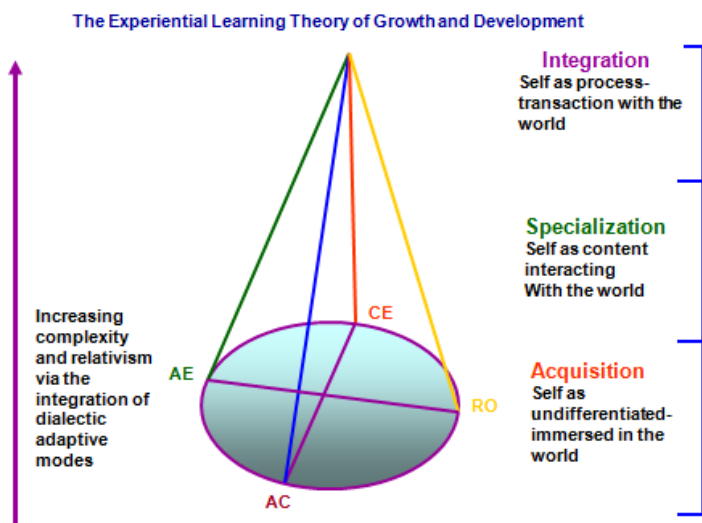 The Experiential Learning Theory of Growth and Development
Integration
Self as process-
transaction with the
world
Specialization
Self as content
interacting
With the world
CE
Increasing
complexity
and relativism
via the
integration of
dialectic
adaptive
modes
AE
RO
Acquisition
Self as
undifferentiated-
immersed in the
world
AC